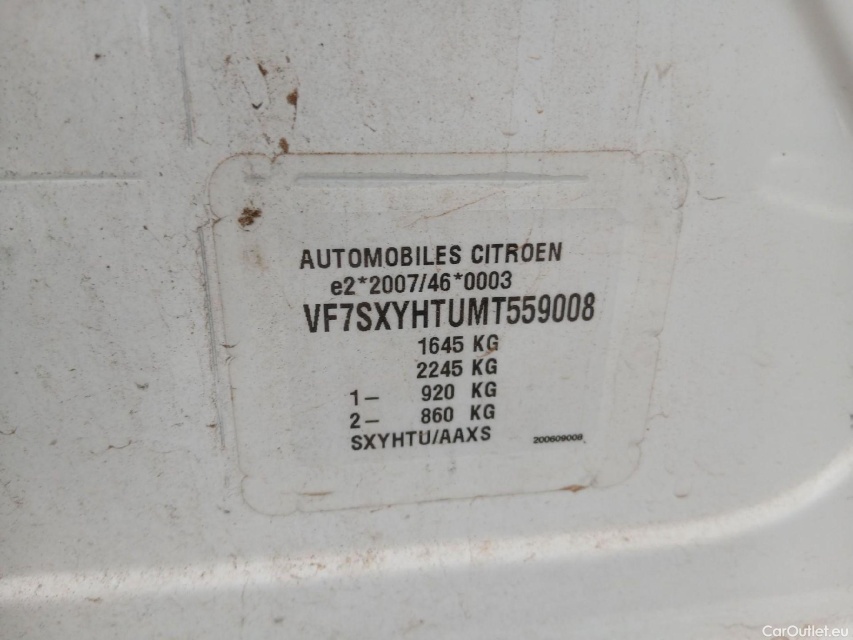 AUTOMOBILES CITROEN
e2*2007/46*0003
VF7SXYHTUMT559008
1645 KG
2245 KG
1– 920 KG
2– 860 KG
SXYHTU/AAXS
200609008
CarOutlet.eu